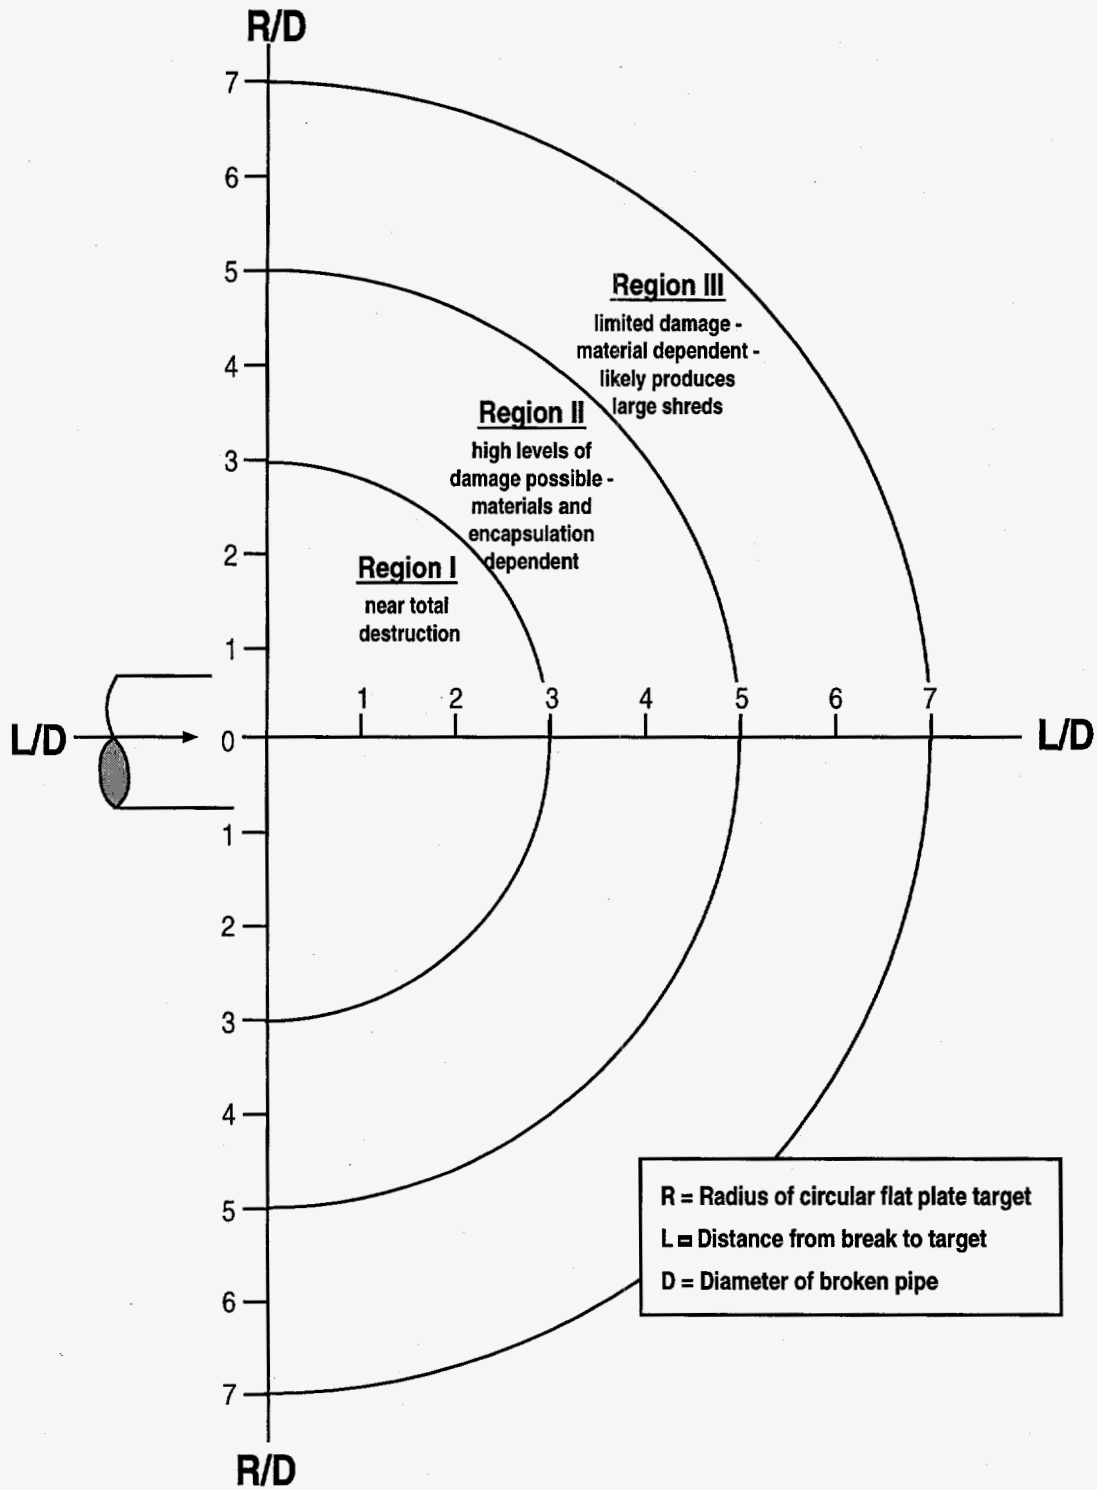 R/D
7
6
5
4
3
2
1
0
1
2
3
4
5
6
7
R/D
L/D
1 2 3 4 5 6 7
L/D
Region III
limited damage -
material dependent -
likely produces
large shreds
Region II
high levels of
damage possible -
materials and
encapsulation
dependent
Region I
near total
destruction
R = Radius of circular flat plate target
L = Distance from break to target
D = Diameter of broken pipe